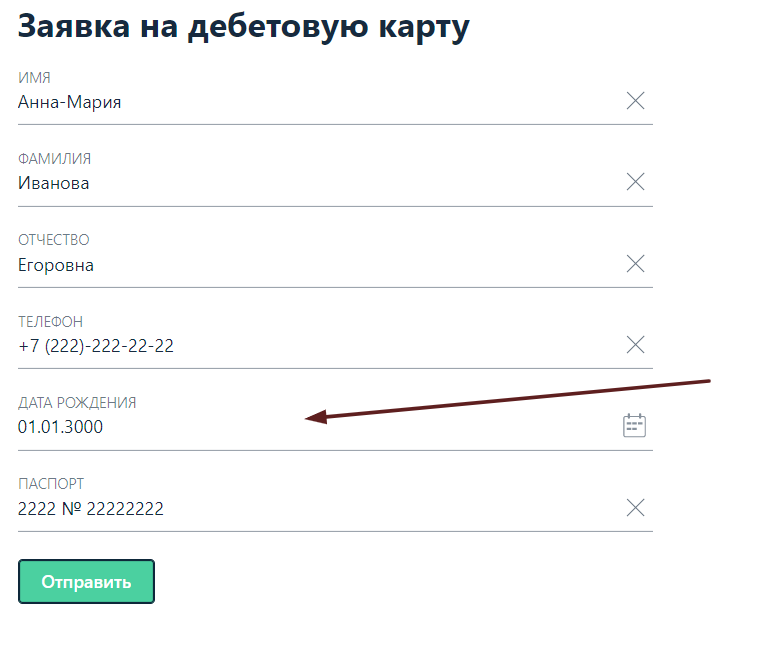 Заявка на дебетовую карту
ИМЯ
Анна-Мария
ФАМИЛИЯ
Иванова
ОТЧЕСТВО
Егоровна
ТЕЛЕФОН
+7 (222)-222-22-22
ДАТА РОЖДЕНИЯ
01.01.3000
ПАСПОРТ
2222 № 22222222
Отправить